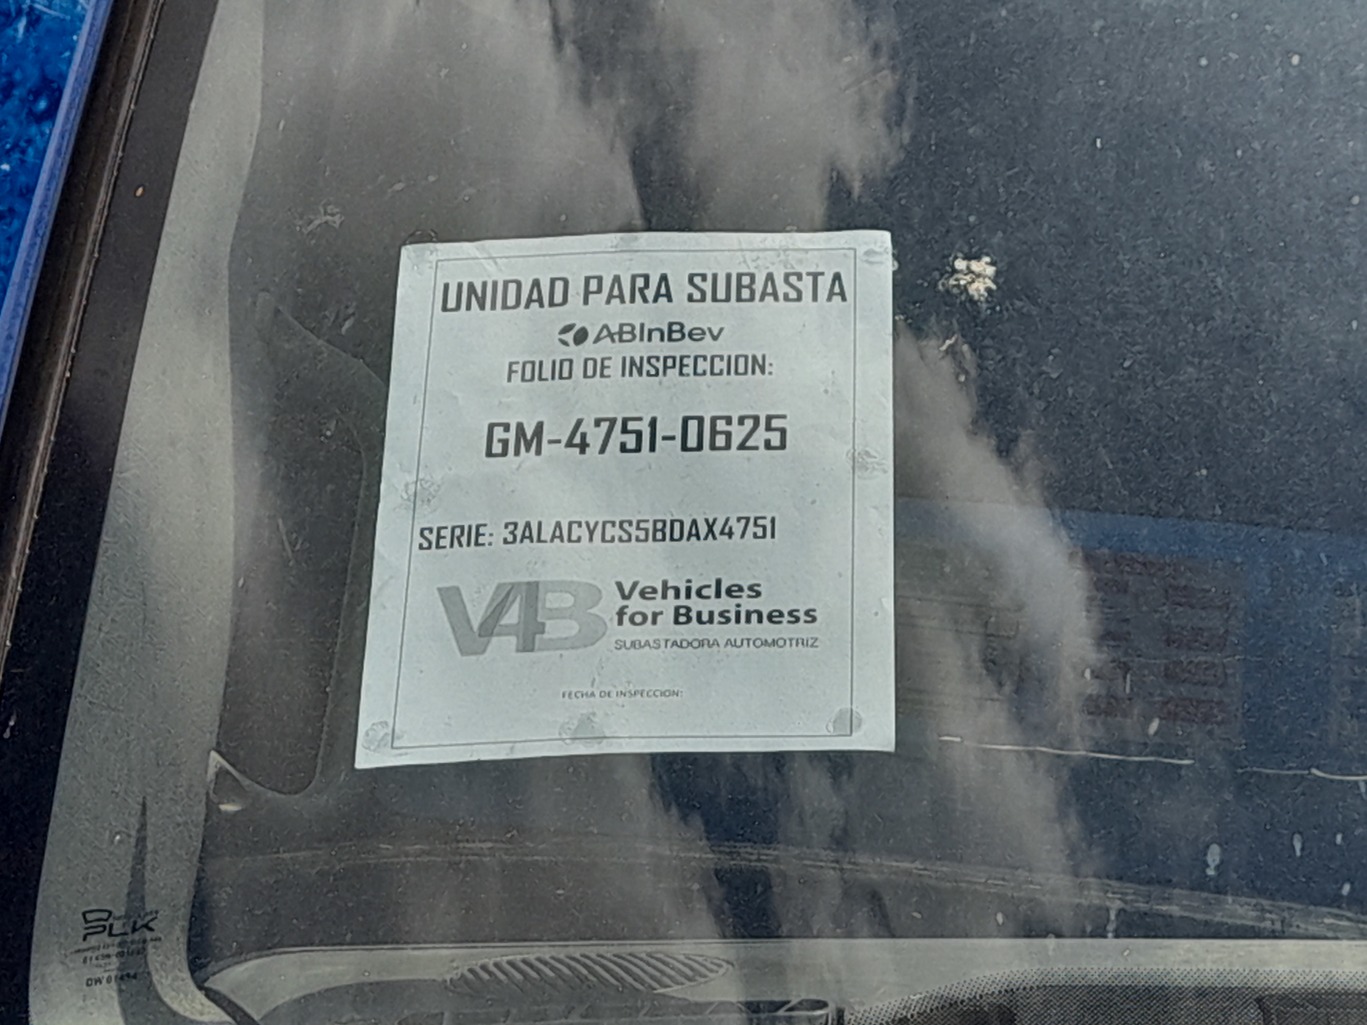 UNIDAD PARA SUBASTA
ABInBev
FOLIO DE INSPECCION:
GM-4751-0625
SERIE: 3ALACYCS5BDAX4751
V4B Vehicles
for Business
SUBASTADORA AUTOMOTRIZ
FECHA DE INSPECCION:
PLK